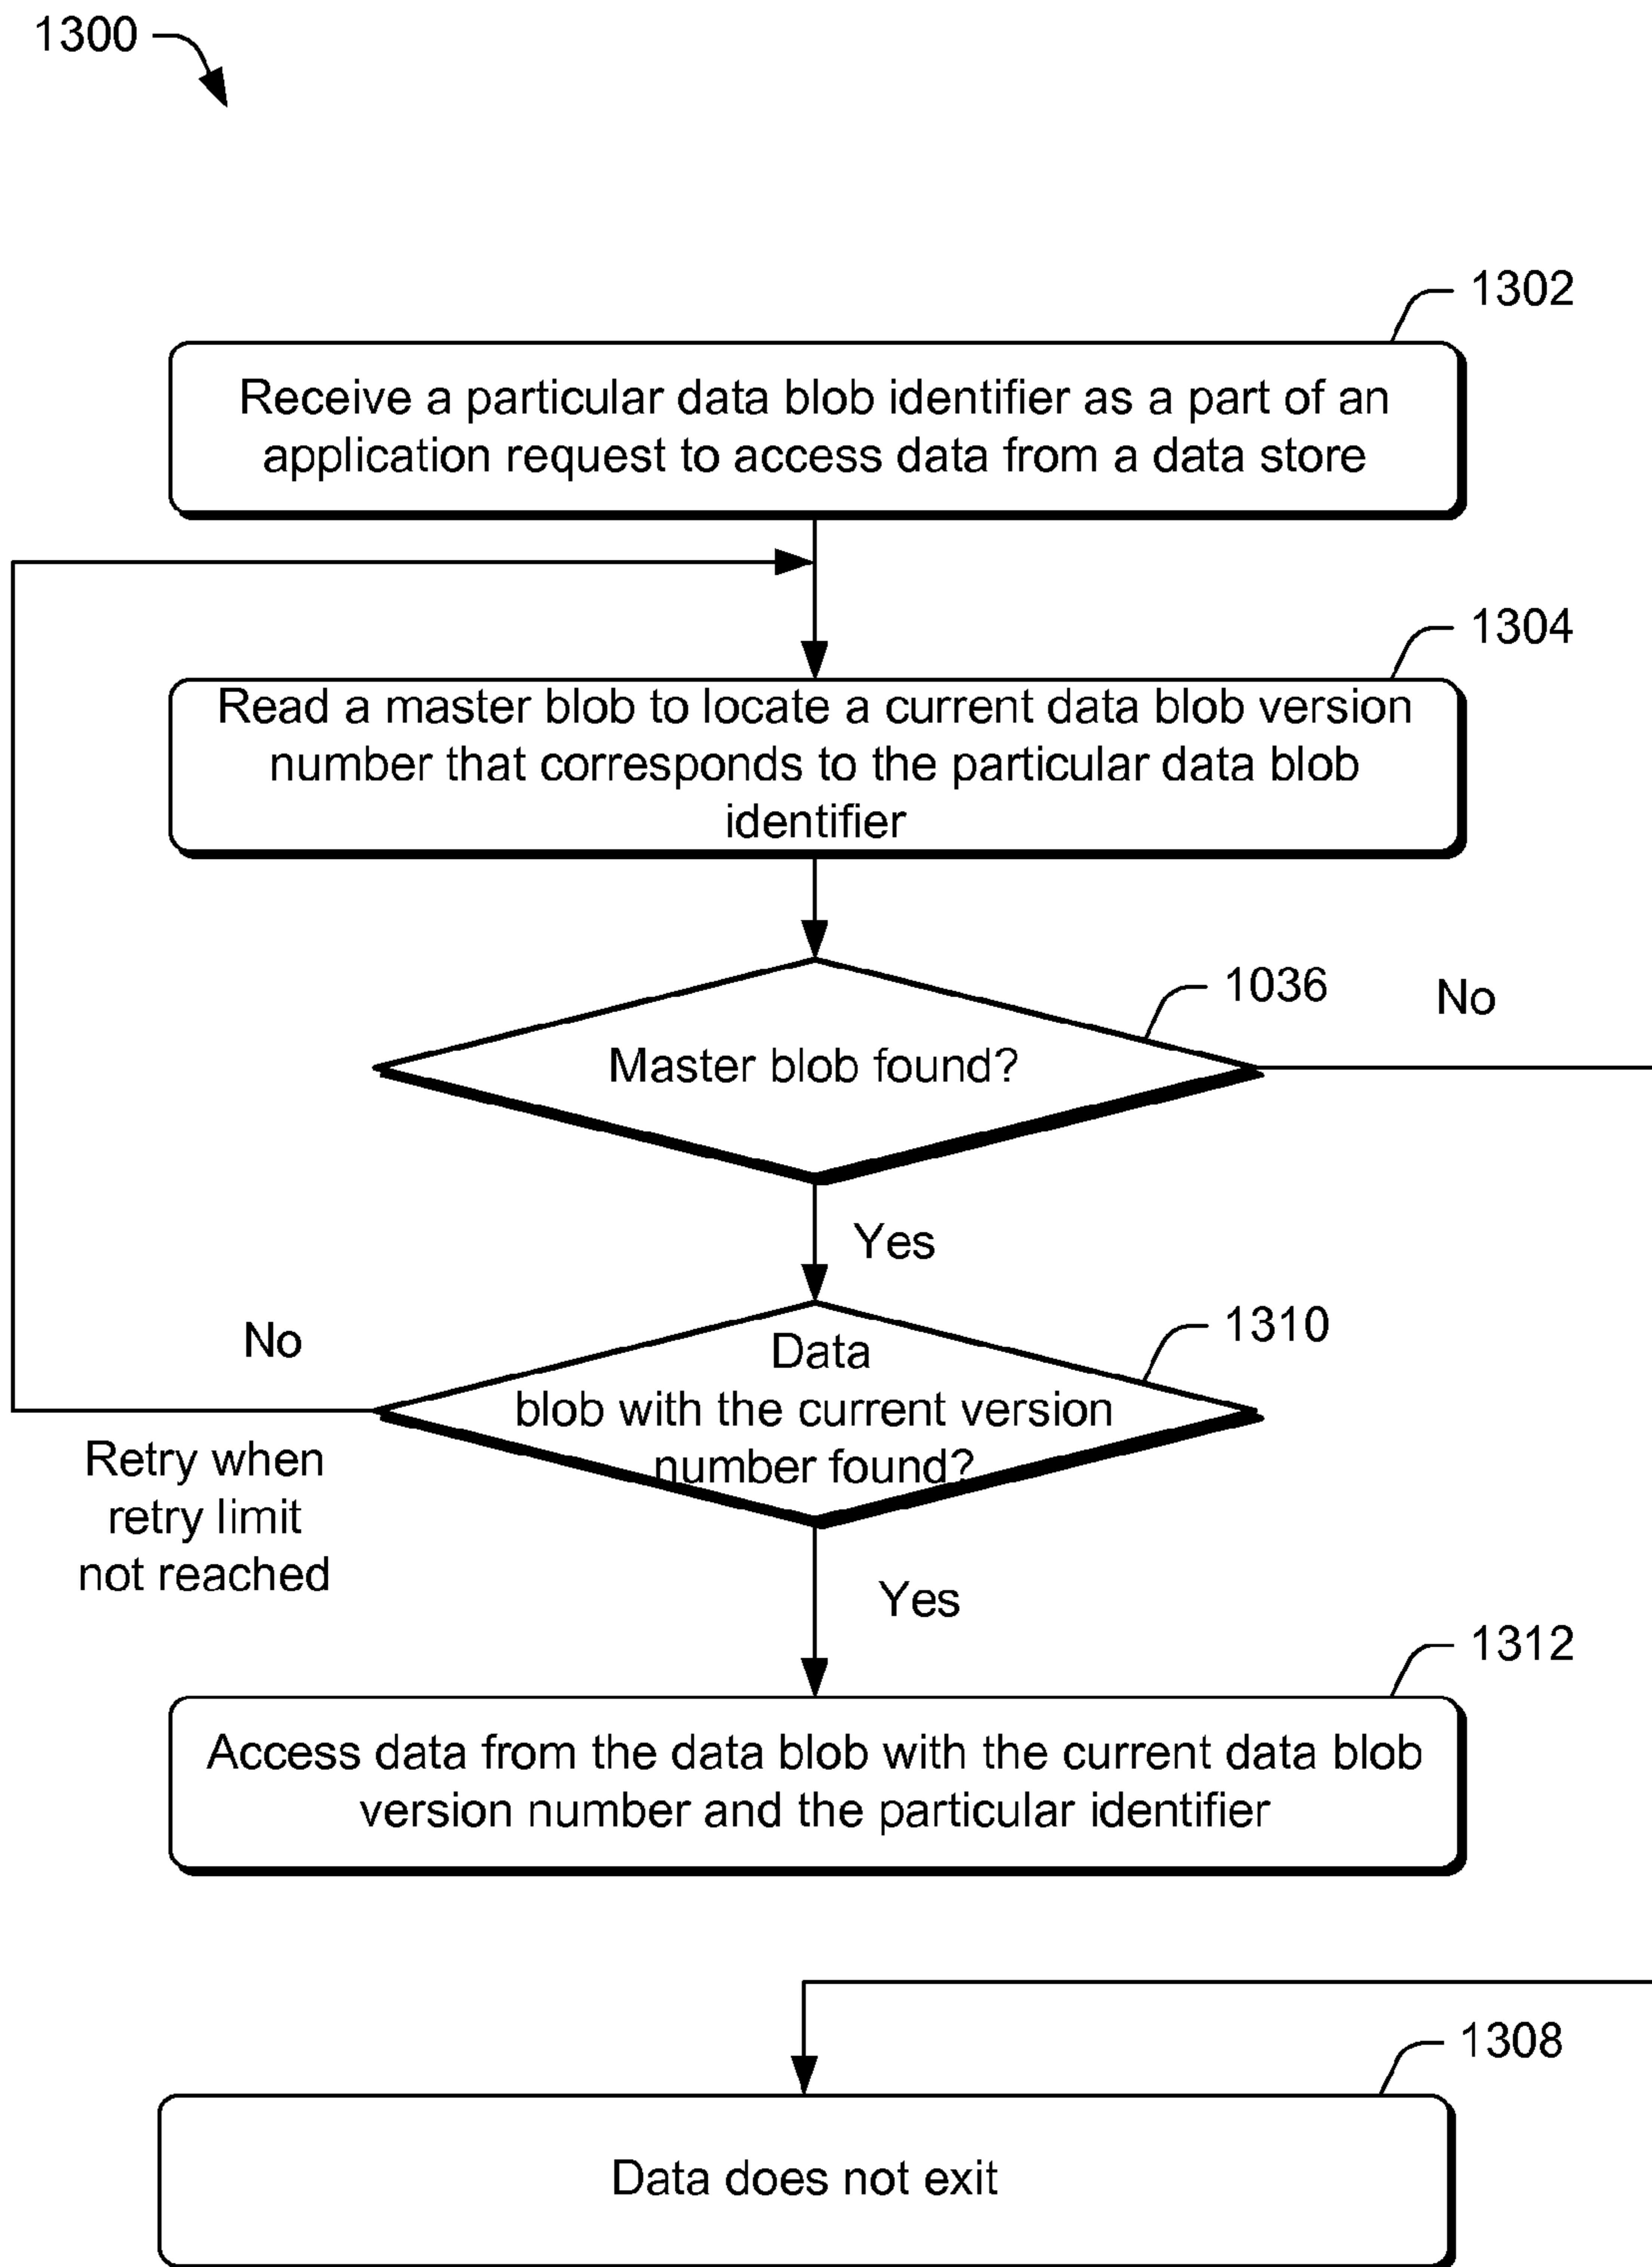 1300
1302
Receive a particular data blob identifier as a part of an
application request to access data from a data store
1304
Read a master blob to locate a current data blob version
number that corresponds to the particular data blob
identifier
1036
No
Master blob found?
Yes
1310
No
Data
blob with the current version
number found?
Retry when
retry limit
not reached
Yes
1312
Access data from the data blob with the current data blob
version number and the particular identifier
1308
Data does not exit